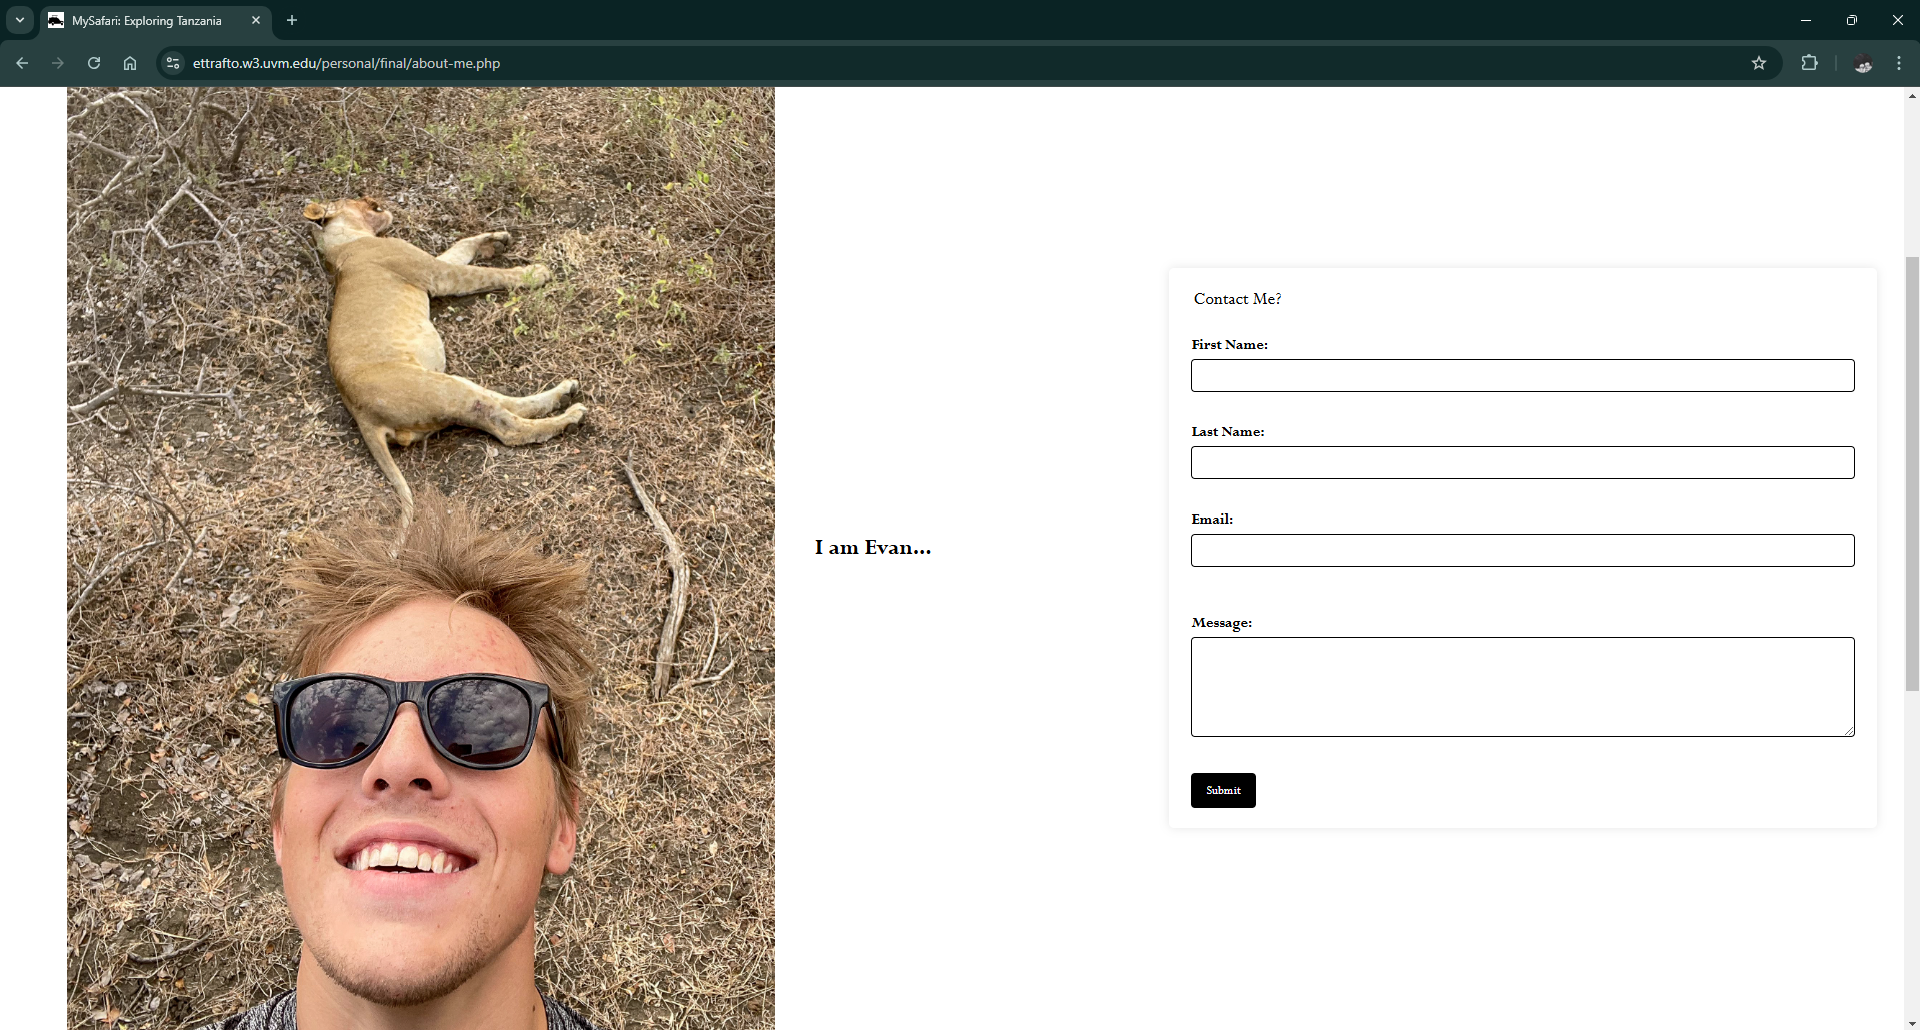 MySafari: Exploring Tanzania
ettrafto.w3.uvm.edu/personal/final/about-me.php
I am Evan...
Contact Me?
First Name:
Last Name:
Email:
Message:
Submit